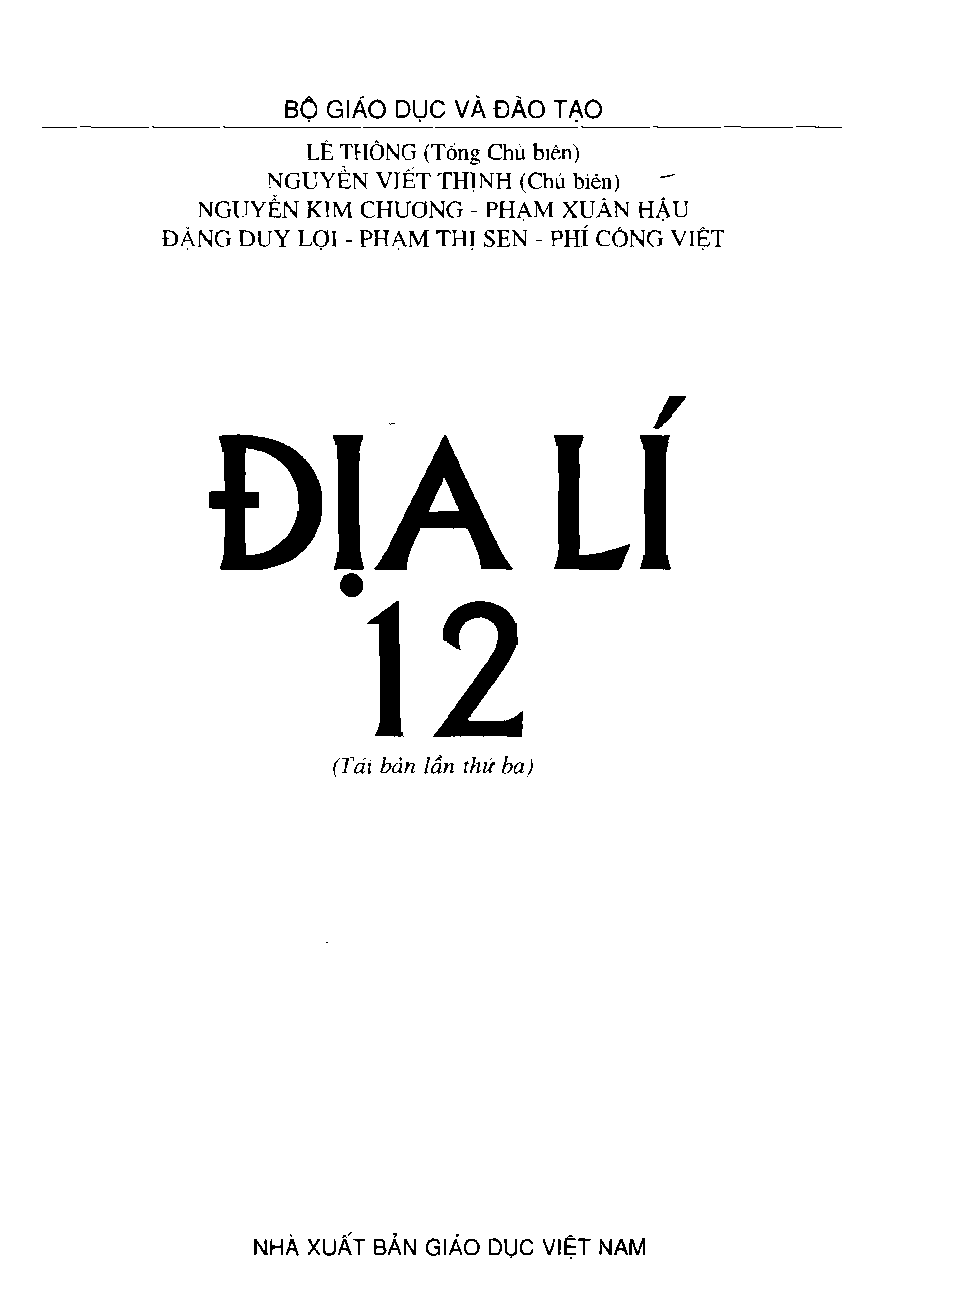 BỘ GIÁO DỤC VÀ ĐÀO TẠO
LÊ THÔNG (Tổng Chủ biên)
NGUYỄN VIẾT THỊNH (Chủ biên)
NGUYỄN KIM CHƯƠNG - PHẠM XUÂN HẬU
ĐẶNG DUY LỢI - PHẠM THỊ SEN - PHÍ CÔNG VIỆT
ĐỊA LÍ
12
(Tái bản lần thứ ba)
NHÀ XUẤT BẢN GIÁO DỤC VIỆT NAM